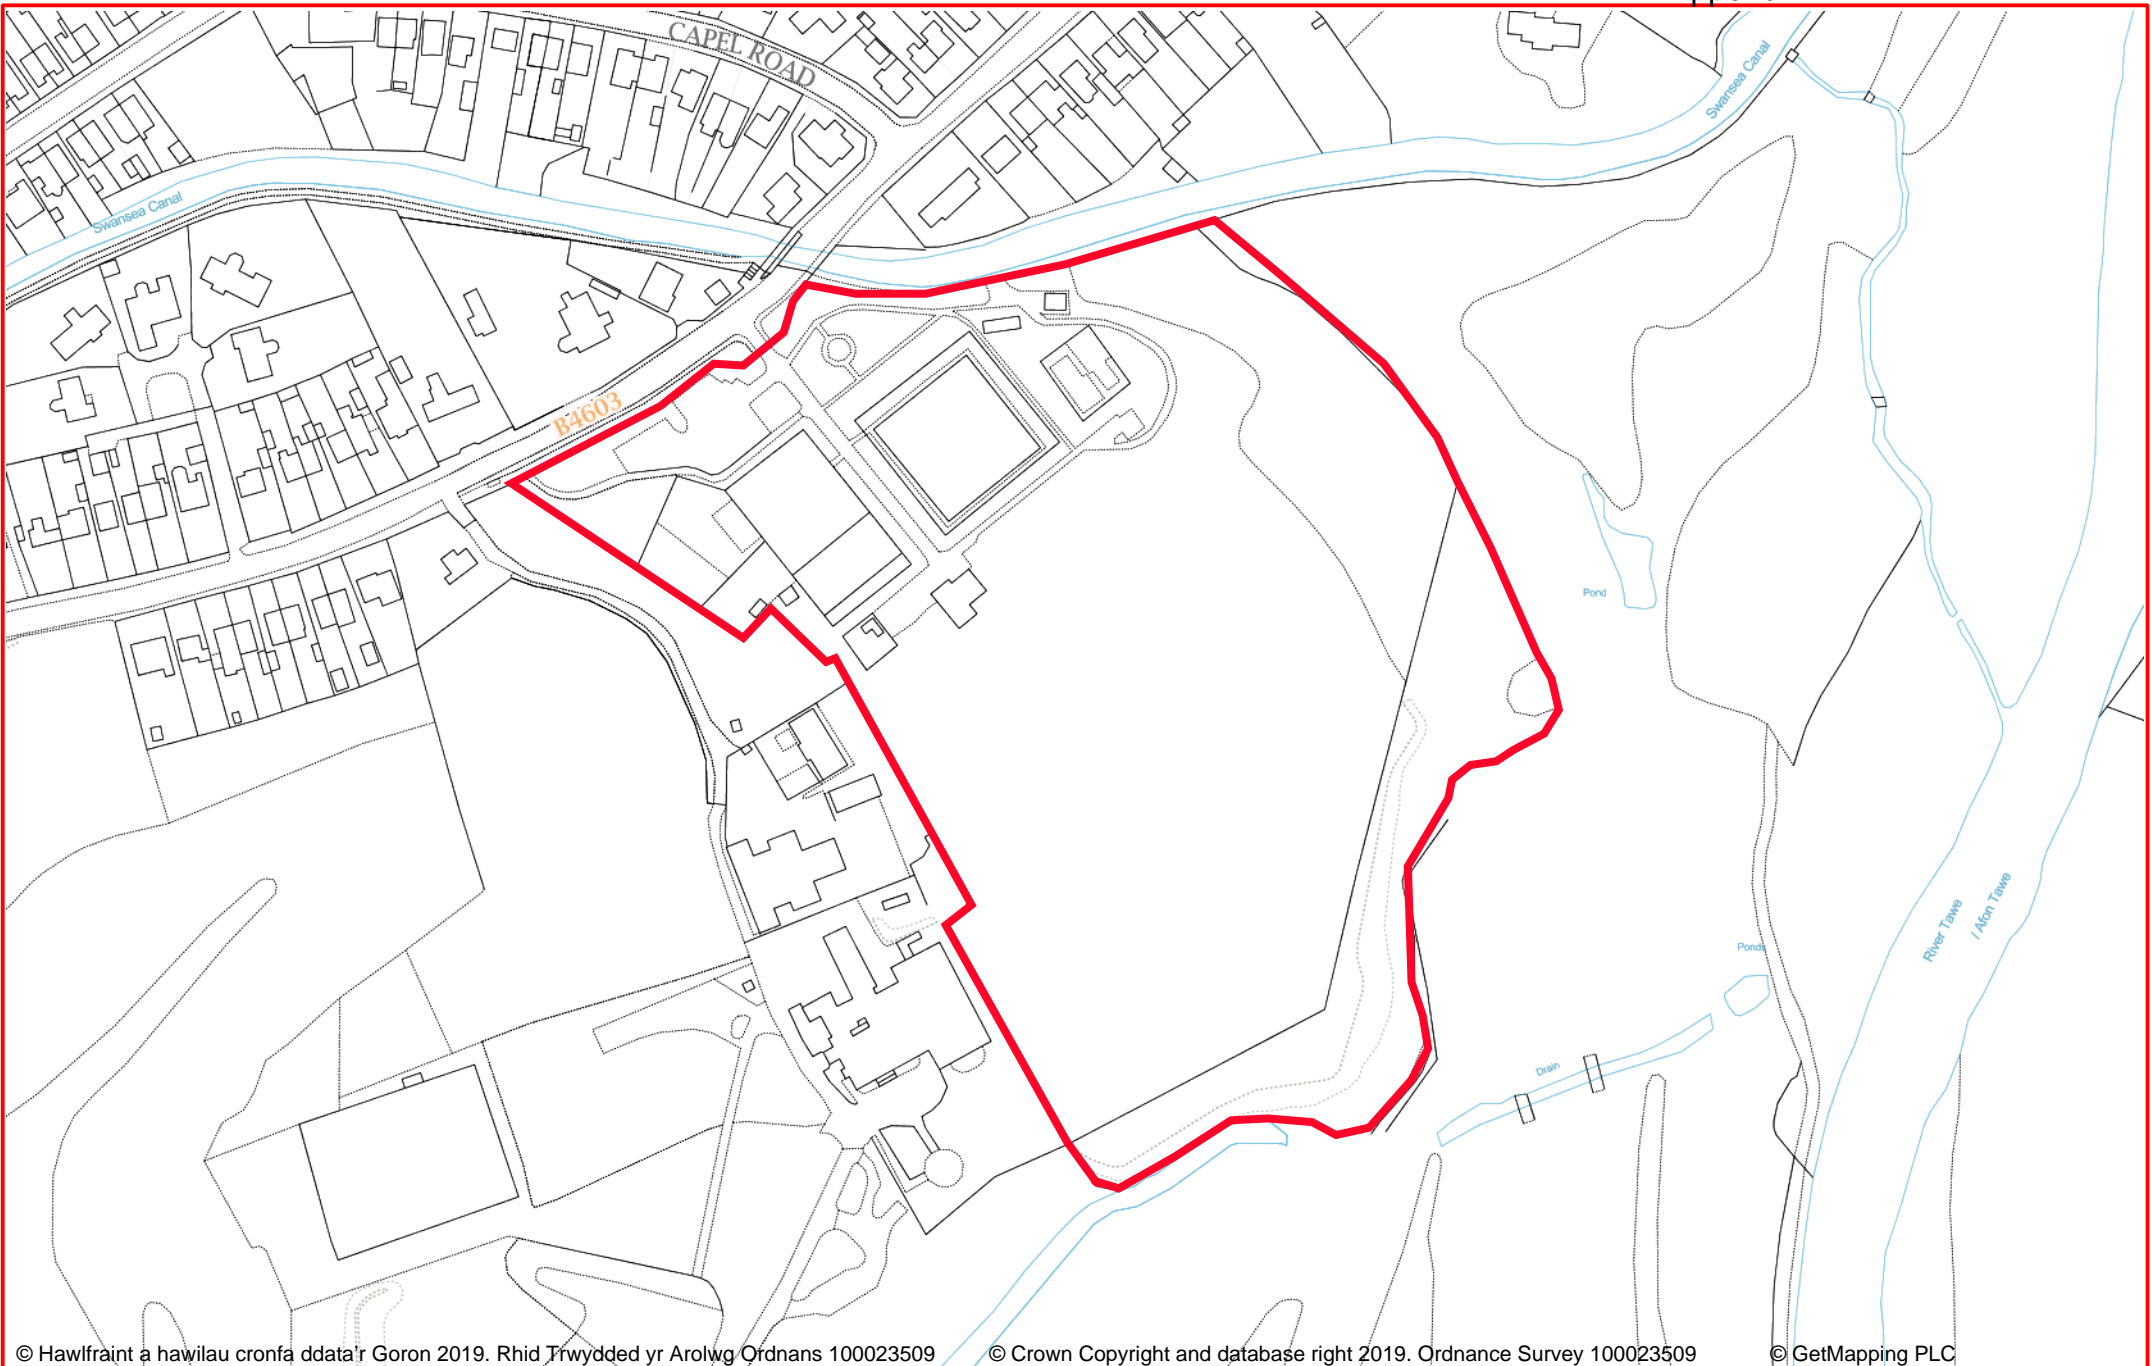 CAPEL ROAD
Swansea Canal
Swansea Canal
B4603
Pond
Ponds
River Tawe
/ Afon Tawe
Drain
© Hawlfraint a hawilau cronfa ddata'r Goron 2019. Rhid Trwydded yr Arolwg Ordnans 100023509 © Crown Copyright and database right 2019. Ordnance Survey 100023509 © GetMapping PLC